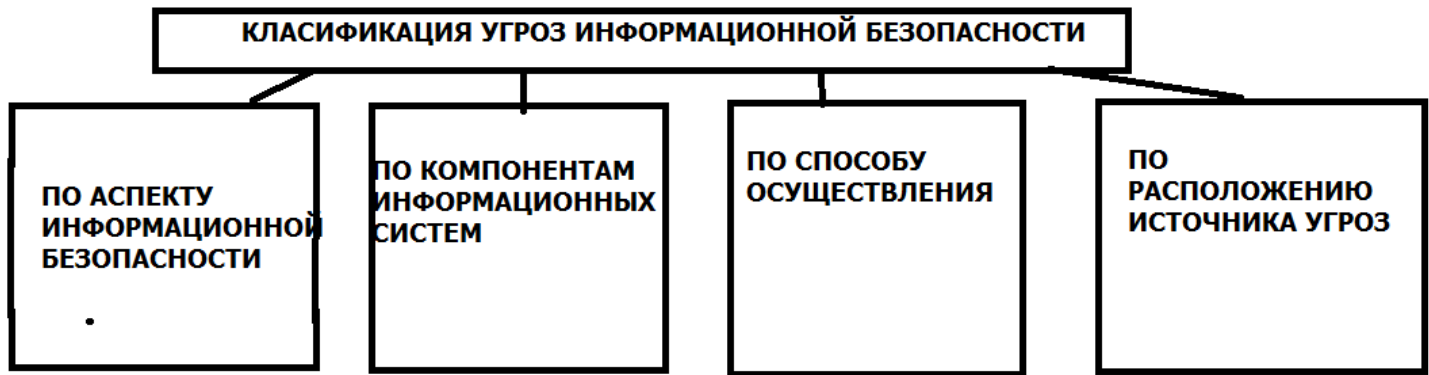 КЛАСИФИКАЦИЯ УГРОЗ ИНФОРМАЦИОННОЙ БЕЗОПАСНОСТИ
ПО АСПЕКТУ
ИНФОРМАЦИОННОЙ
БЕЗОПАСНОСТИ
ПО КОМПОНЕНТАМ
ИНФОРМАЦИОННЫХ
СИСТЕМ
ПО СПОСОБУ
ОСУЩЕСТВЛЕНИЯ
ПО
РАСПОЛОЖЕНИЮ
ИСТОЧНИКА УГРОЗ